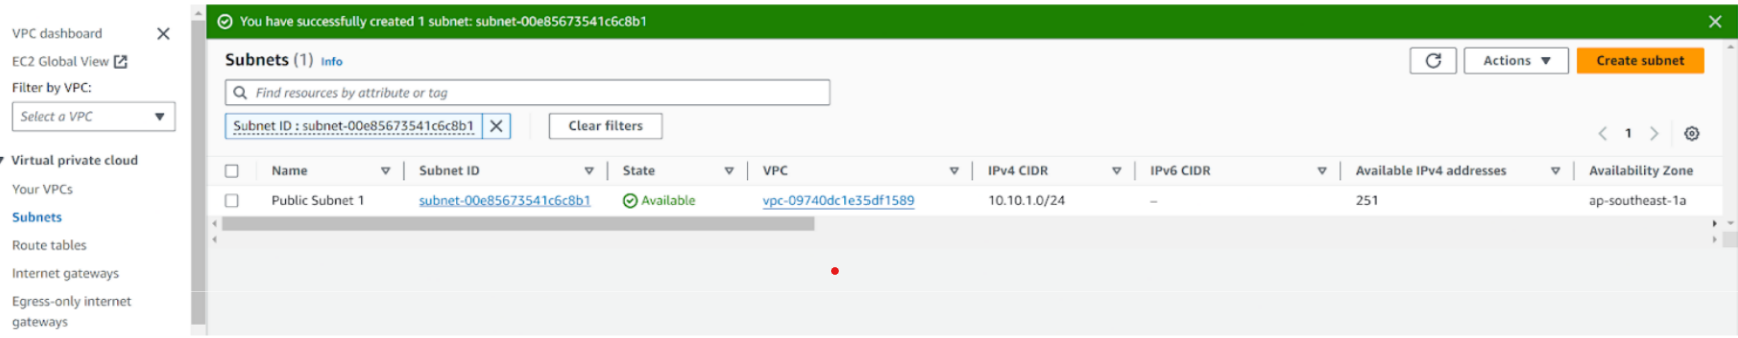 VPC dashboard
EC2 Global View
Filter by VPC:
Select a VPC
Virtual private cloud
Your VPCs
Subnets
Route tables
Internet gateways
Egress-only internet
gateways
You have successfully created 1 subnet: subnet-00e85673541c6c8b1
Subnets (1) Info
Actions
Create subnet
Find resources by attribute or tag
Subnet ID : subnet-00e85673541c6c8b1
Clear filters
1
Name Subnet ID State VPC IPv4 CIDR IPv6 CIDR Available IPv4 addresses Availability Zone
Public Subnet 1 subnet-00e85673541c6c8b1 Available vpc-09740dc1e35df1589 10.10.1.0/24 – 251 ap-southeast-1a